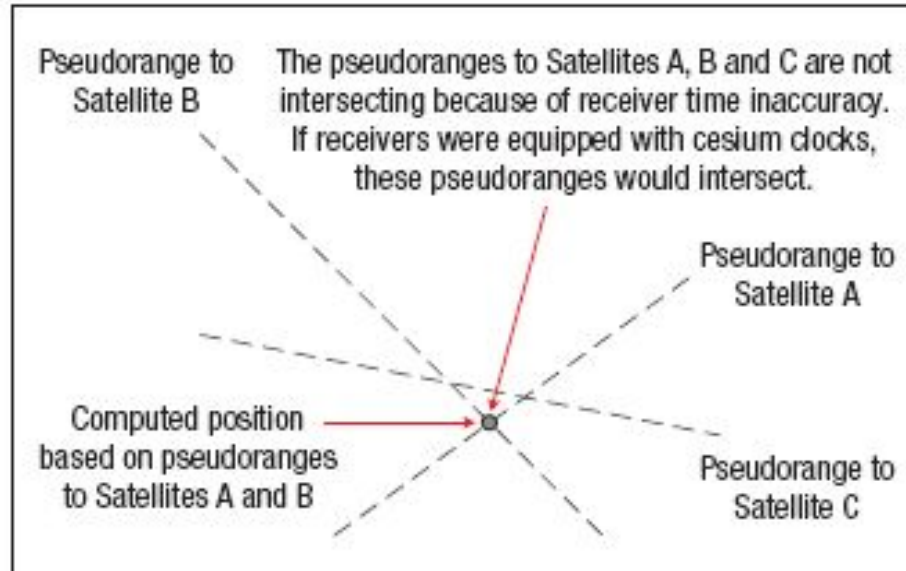 Pseudorange to
Satellite B
The pseudoranges to Satellites A, B and C are not
intersecting because of receiver time inaccuracy.
If receivers were equipped with cesium clocks,
these pseudoranges would intersect.
Pseudorange to
Satellite A
Computed position
based on pseudoranges
to Satellites A and B
Pseudorange to
Satellite C